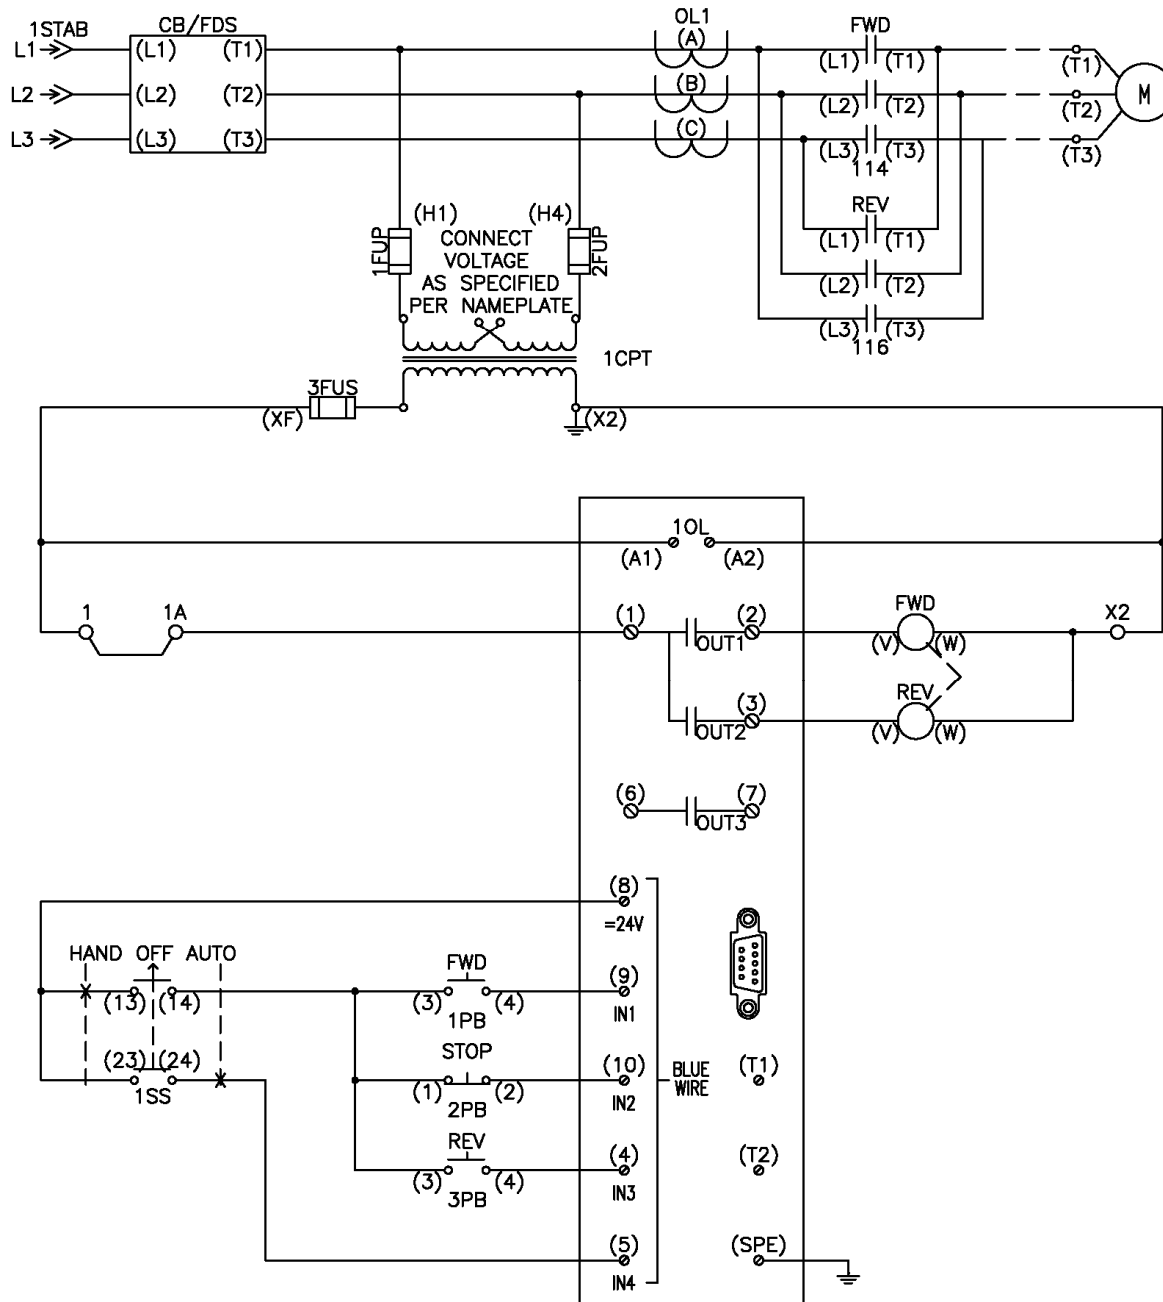 1STAB CB/FDS OL1 FWD
L1 (L1) (T1) (A) (L1) (T1) (T1)
L2 (L2) (T2) (B) (L2) (T2) (T2) M
L3 (L3) (T3) (C) (L3) (T3) (T3)
114
REV
(H1) (H4) (L1) (T1)
1FUP CONNECT 2FUP
VOLTAGE
AS SPECIFIED (L2) (T2)
PER NAMEPLATE
(L3) (T3)
116
1CPT
3FUS
(XF) (X2)
1OL
(A1) (A2)
1 1A (1) (2) FWD X2
OUT1 (V) (W)
(3) REV
OUT2 (V) (W)
(6) (7)
OUT3
(8)
=24V
HAND OFF AUTO FWD
(13) (14) (3) (4) (9)
1PB IN1
STOP
(23) (24) (10) BLUE (T1)
1SS (1) (2) WIRE
2PB IN2
REV (4) (T2)
(3) (4)
3PB IN3
(5) (SPE)
IN4